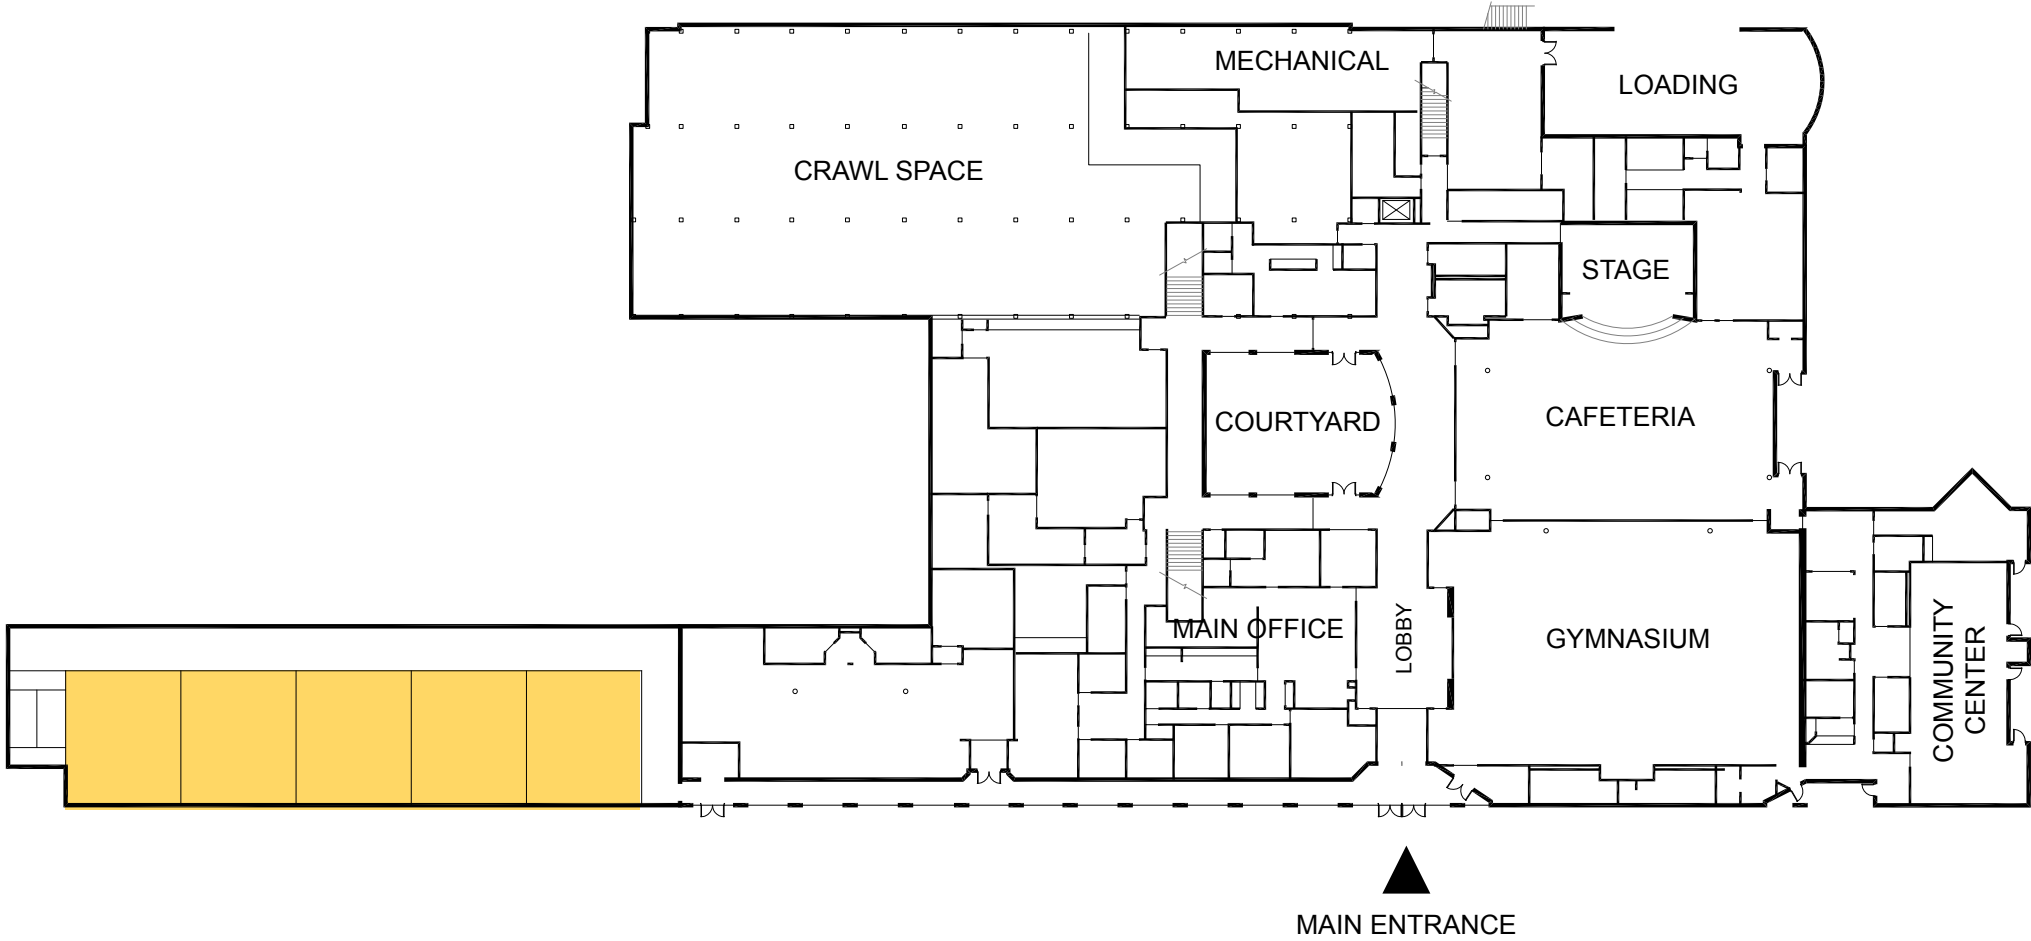 MECHANICAL
LOADING
CRAWL SPACE
STAGE
COURTYARD
CAFETERIA
MAIN OFFICE
LOBBY
GYMNASIUM
COMMUNITY
CENTER
MAIN ENTRANCE